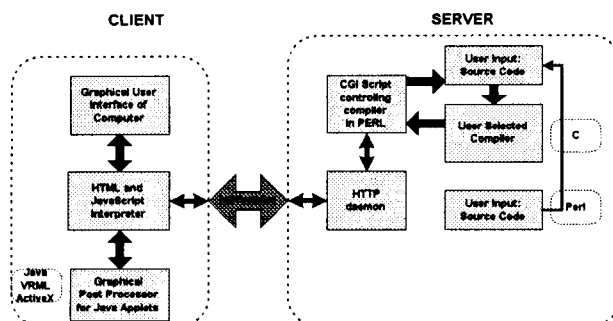 CLIENT
SERVER
Graphical User
Interface of
Computer
HTML and
JavaScript
Interpreter
Java
VRML
ActiveX
Graphical
Post Processor
for Java Applets
CGI Script
controlling
compiler
in PERL
HTTP
daemon
User Input:
Source Code
User Selected
Compiler
C
User Input:
Source Code
Perl